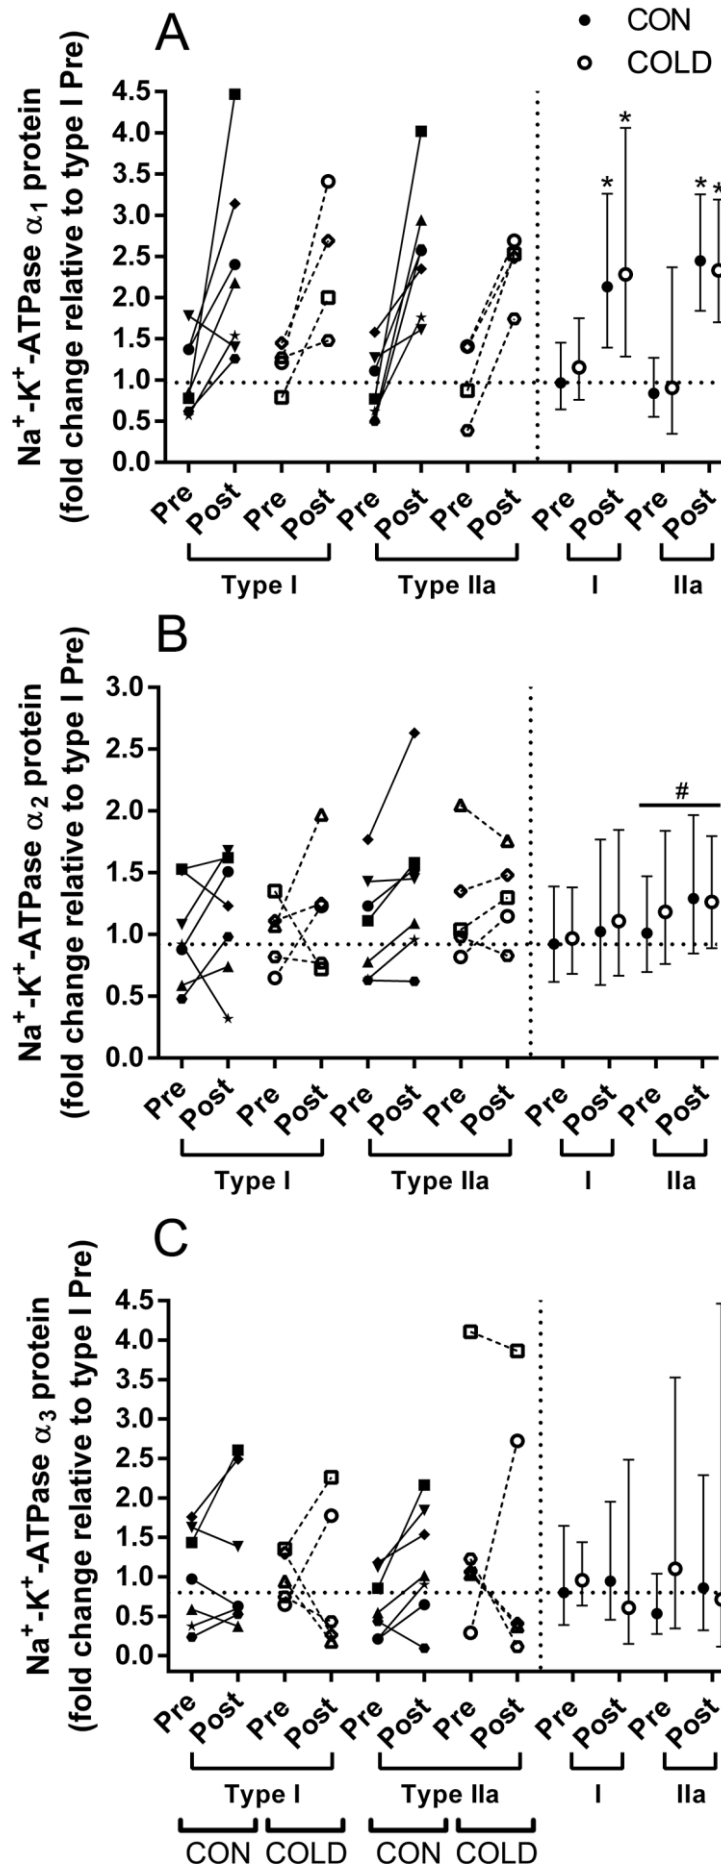 A
CON
COLD
Na⁺-K⁺-ATPase α₁ protein
(fold change relative to type I Pre)
4.5
4.0
3.5
3.0
2.5
2.0
1.5
1.0
0.5
0.0
* * * *
Pre Post Pre Post Pre Post Pre Post Pre Post Pre Post
Type I Type IIa I IIa
B
Na⁺-K⁺-ATPase α₂ protein
(fold change relative to type I Pre)
3.0
2.5
2.0
1.5
1.0
0.5
0.0
#
Pre Post Pre Post Pre Post Pre Post Pre Post Pre Post
Type I Type IIa I IIa
C
Na⁺-K⁺-ATPase α₃ protein
(fold change relative to type I Pre)
4.5
4.0
3.5
3.0
2.5
2.0
1.5
1.0
0.5
0.0
Pre Post Pre Post Pre Post Pre Post Pre Post Pre Post
Type I Type IIa I IIa
CON COLD CON COLD